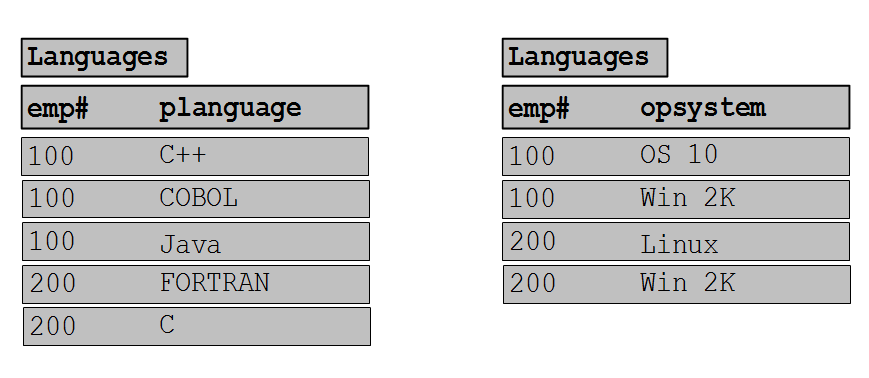 Languages
emp# planguage
100 C++
100 COBOL
100 Java
200 FORTRAN
200 C
Languages
emp# opsystem
100 OS 10
100 Win 2K
200 Linux
200 Win 2K